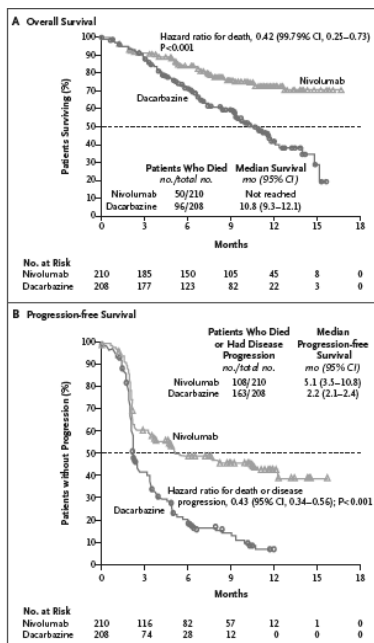 A Overall Survival
Hazard ratio for death, 0.42 (99.79% CI, 0.25–0.73)
P<0.001
100
90
80
70
60
50
40
30
20
10
0
Patients Surviving (%)
Nivolumab
Dacarbazine
Patients Who Died
no./total no.
Median Survival
mo (95% CI)
Nivolumab 50/210 Not reached
Dacarbazine 96/208 10.8 (9.3–12.1)
0 3 6 9 12 15 18
Months
No. at Risk
Nivolumab 210 185 150 105 45 8 0
Dacarbazine 208 177 123 82 22 3 0
B Progression-free Survival
Patients Who Died
or Had Disease
Progression
no./total no.
Median
Progression-free
Survival
mo (95% CI)
Nivolumab 108/210 5.1 (3.5–10.8)
Dacarbazine 163/208 2.2 (2.1–2.4)
100
90
80
70
60
50
40
30
20
10
0
Patients without Progression (%)
Nivolumab
Hazard ratio for death or disease
progression, 0.43 (95% CI, 0.34–0.56); P<0.001
Dacarbazine
0 3 6 9 12 15 18
Months
No. at Risk
Nivolumab 210 116 82 57 12 1 0
Dacarbazine 208 74 28 12 0 0 0